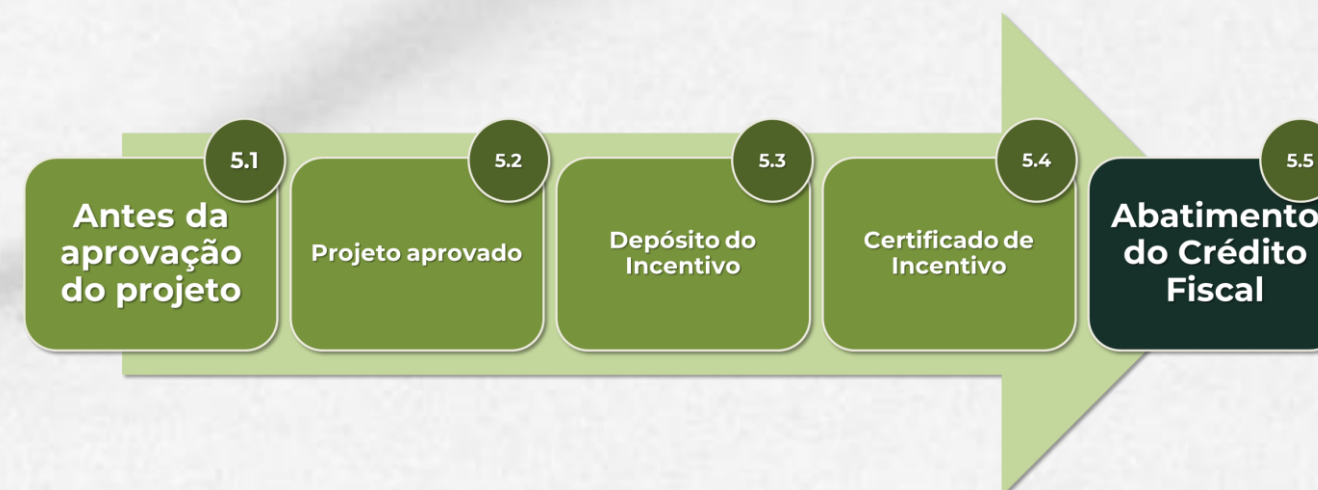 5.1
Antes da
aprovação
do projeto
5.2
Projeto aprovado
5.3
Depósito do
Incentivo
5.4
Certificado de
Incentivo
5.5
Abatimento
do Crédito
Fiscal